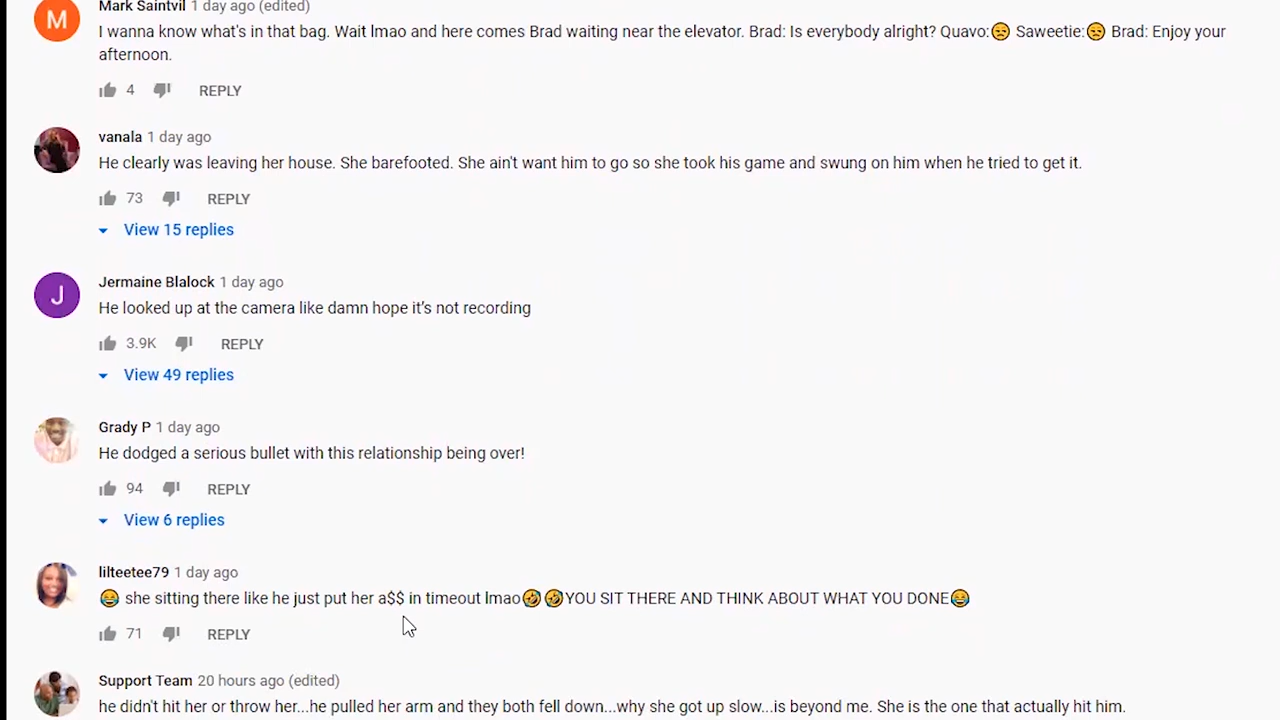 Mark Saintvil 1 day ago (edited)
M
I wanna know what's in that bag. Wait lmao and here comes Brad waiting near the elevator. Brad: Is everybody alright? Quavo:😒 Saweetie:😒 Brad: Enjoy your
afternoon.
4 REPLY
vanala 1 day ago
He clearly was leaving her house. She barefooted. She ain't want him to go so she took his game and swung on him when he tried to get it.
73 REPLY
View 15 replies
Jermaine Blalock 1 day ago
J
He looked up at the camera like damn hope it's not recording
3.9K REPLY
View 49 replies
Grady P 1 day ago
He dodged a serious bullet with this relationship being over!
94 REPLY
View 6 replies
lilteetee79 1 day ago
😂 she sitting there like he just put her a$$ in timeout lmao🤣🤣YOU SIT THERE AND THINK ABOUT WHAT YOU DONE😂
71 REPLY
Support Team 20 hours ago (edited)
he didn't hit her or throw her...he pulled her arm and they both fell down...why she got up slow...is beyond me. She is the one that actually hit him.